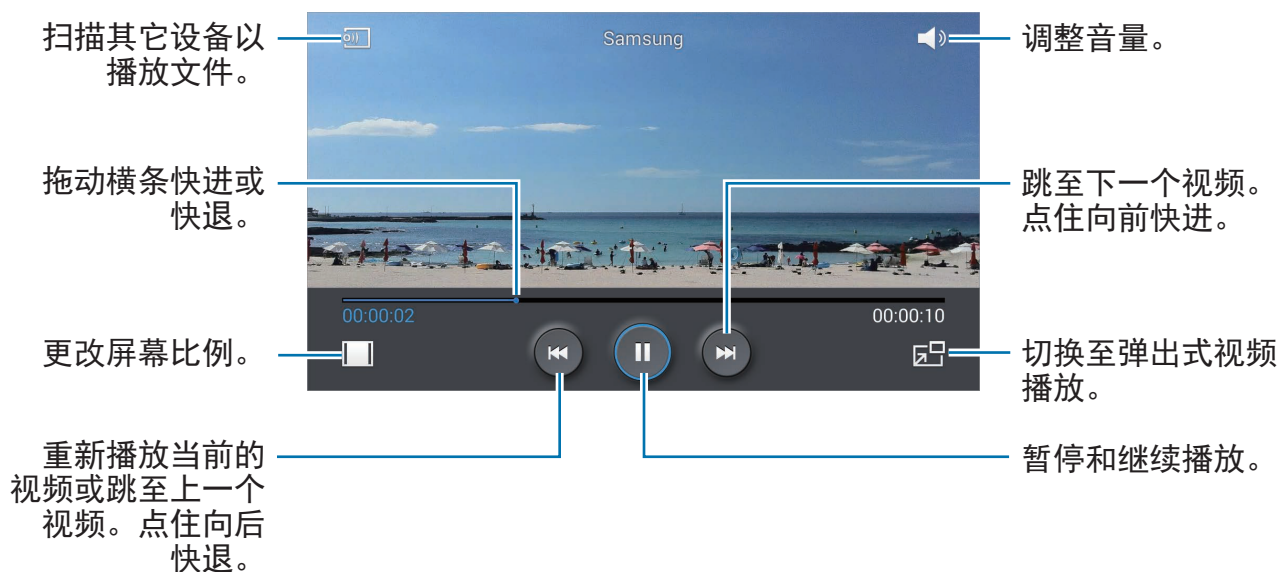 扫描其它设备以
播放文件。
Samsung
调整音量。
拖动横条快进或
快退。
跳至下一个视频。
点住向前快进。
00:00:02
00:00:10
更改屏幕比例。
切换至弹出式视频
播放。
重新播放当前的
视频或跳至上一个
视频。点住向后
快退。
暂停和继续播放。